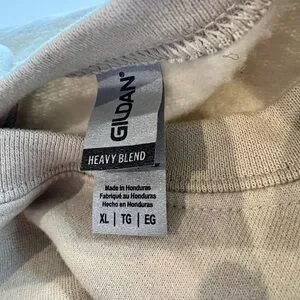 GILDAN®
HEAVY BLEND
Made in Honduras
Fabriqué au Honduras
Hecho en Honduras
XL | TG | EG